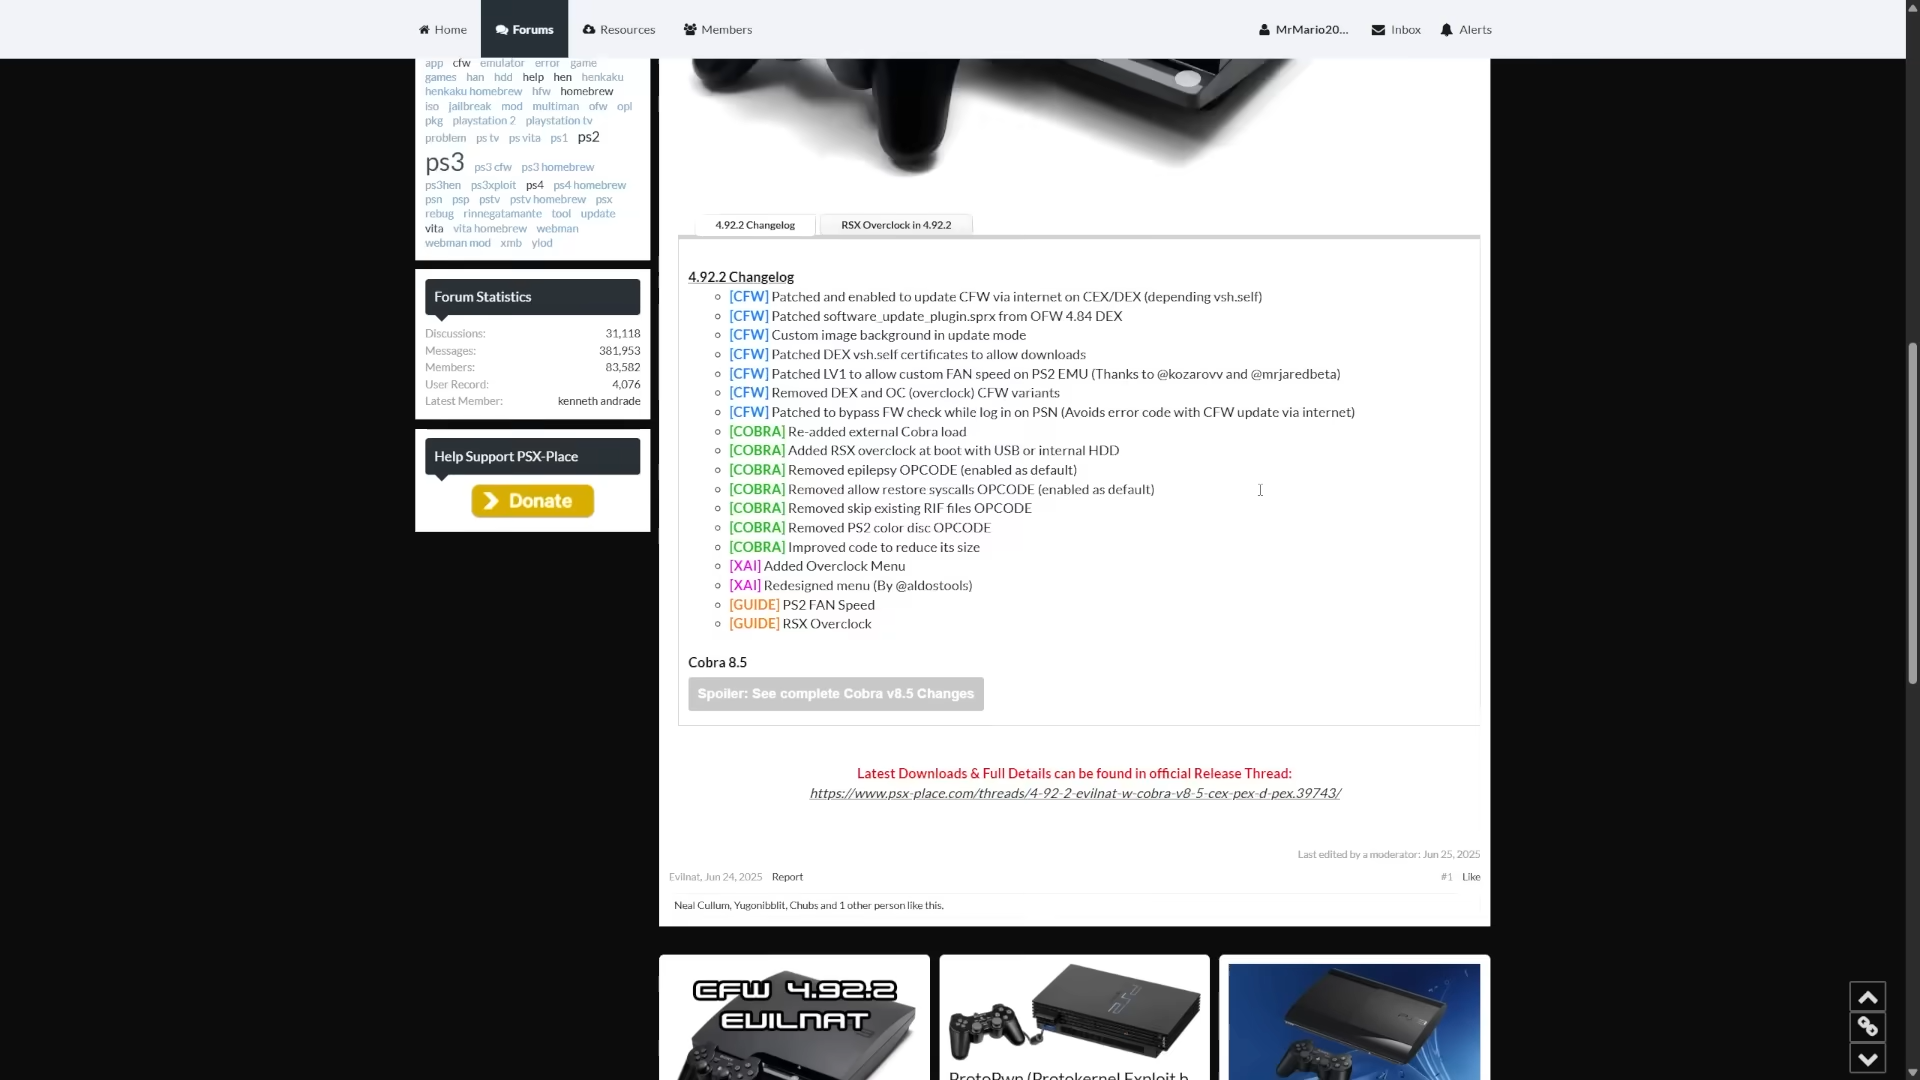 Home
Forums
Resources
Members
MrMario20...
Inbox
Alerts
app cfw emulator error game
games han hdd help hen henkaku
henkaku homebrew hfw homebrew
iso jailbreak mod multiman ofw opl
pkg playstation 2 playstation tv
problem ps tv ps vita ps1 ps2
ps3 ps3 cfw ps3 homebrew
ps3hen ps3xploit ps4 ps4 homebrew
psn psp pstv pstv homebrew psx
rebug rinnegatamante tool update
vita vita homebrew webman
webman mod xmb ylod
Forum Statistics
Discussions: 31,118
Messages: 381,953
Members: 83,582
User Record: 4,076
Latest Member: kenneth andrade
Help Support PSX-Place
Donate
4.92.2 Changelog
RSX Overclock in 4.92.2
4.92.2 Changelog
[CFW] Patched and enabled to update CFW via internet on CEX/DEX (depending vsh.self)
[CFW] Patched software_update_plugin.sprx from OFW 4.84 DEX
[CFW] Custom image background in update mode
[CFW] Patched DEX vsh.self certificates to allow downloads
[CFW] Patched LV1 to allow custom FAN speed on PS2 EMU (Thanks to @kozarovv and @mrjaredbeta)
[CFW] Removed DEX and OC (overclock) CFW variants
[CFW] Patched to bypass FW check while log in on PSN (Avoids error code with CFW update via internet)
[COBRA] Re-added external Cobra load
[COBRA] Added RSX overclock at boot with USB or internal HDD
[COBRA] Removed epilepsy OPCODE (enabled as default)
[COBRA] Removed allow restore syscalls OPCODE (enabled as default)
[COBRA] Removed skip existing RIF files OPCODE
[COBRA] Removed PS2 color disc OPCODE
[COBRA] Improved code to reduce its size
[XAI] Added Overclock Menu
[XAI] Redesigned menu (By @aldostools)
[GUIDE] PS2 FAN Speed
[GUIDE] RSX Overclock
Cobra 8.5
Spoiler: See complete Cobra v8.5 Changes
Latest Downloads & Full Details can be found in official Release Thread:
https://www.psx-place.com/threads/4-92-2-evilnat-w-cobra-v8-5-cex-pex-d-pex.39743/
Last edited by a moderator: Jun 25, 2025
Evilnat, Jun 24, 2025 Report
#1 Like
Neal Cullum, Yugonibblit, Chubs and 1 other person like this.
CFW 4.92.2
EVILNAT
ProtoPwn (Protokernel Exploit b